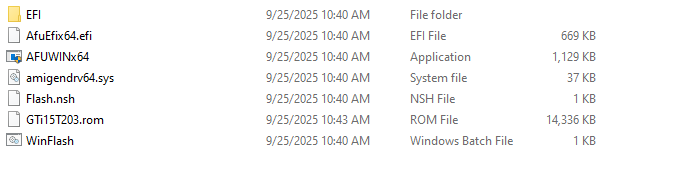 EFI 9/25/2025 10:40 AM File folder
AfuEfix64.efi 9/25/2025 10:40 AM EFI File 669 KB
AFUWINx64 9/25/2025 10:40 AM Application 1,129 KB
amigendrv64.sys 9/25/2025 10:40 AM System file 37 KB
Flash.nsh 9/25/2025 10:40 AM NSH File 1 KB
GTi15T203.rom 9/25/2025 10:43 AM ROM File 14,336 KB
WinFlash 9/25/2025 10:40 AM Windows Batch File 1 KB